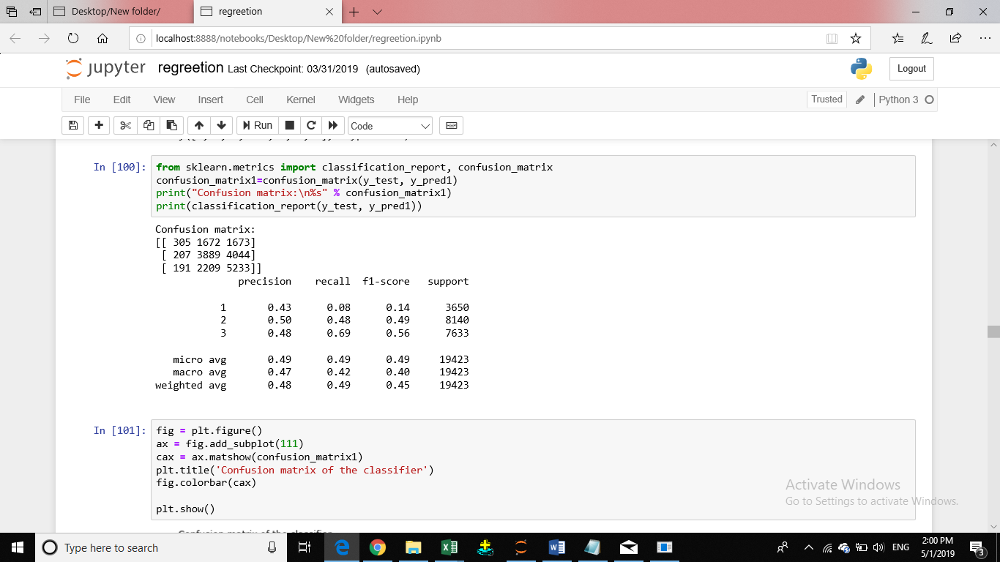 Desktop/New folder/
regreetion
localhost:8888/notebooks/Desktop/New%20folder/regreetion.ipynb
jupyter regreetion Last Checkpoint: 03/31/2019 (autosaved)
Logout
File Edit View Insert Cell Kernel Widgets Help
Trusted Python 3
Run Code
In [100]: from sklearn.metrics import classification_report, confusion_matrix
confusion_matrix1=confusion_matrix(y_test, y_pred1)
print("Confusion matrix:\n%s" % confusion_matrix1)
print(classification_report(y_test, y_pred1))
Confusion matrix:
[[ 305 1672 1673]
[ 207 3889 4044]
[ 191 2209 5233]]
precision recall f1-score support
1 0.43 0.08 0.14 3650
2 0.50 0.48 0.49 8140
3 0.48 0.69 0.56 7633
micro avg 0.49 0.49 0.49 19423
macro avg 0.47 0.42 0.40 19423
weighted avg 0.48 0.49 0.45 19423
In [101]: fig = plt.figure()
ax = fig.add_subplot(111)
cax = ax.matshow(confusion_matrix1)
plt.title('Confusion matrix of the classifier')
fig.colorbar(cax)
plt.show()
Activate Windows
Go to Settings to activate Windows.
Type here to search
ENG
2:00 PM
5/1/2019
3